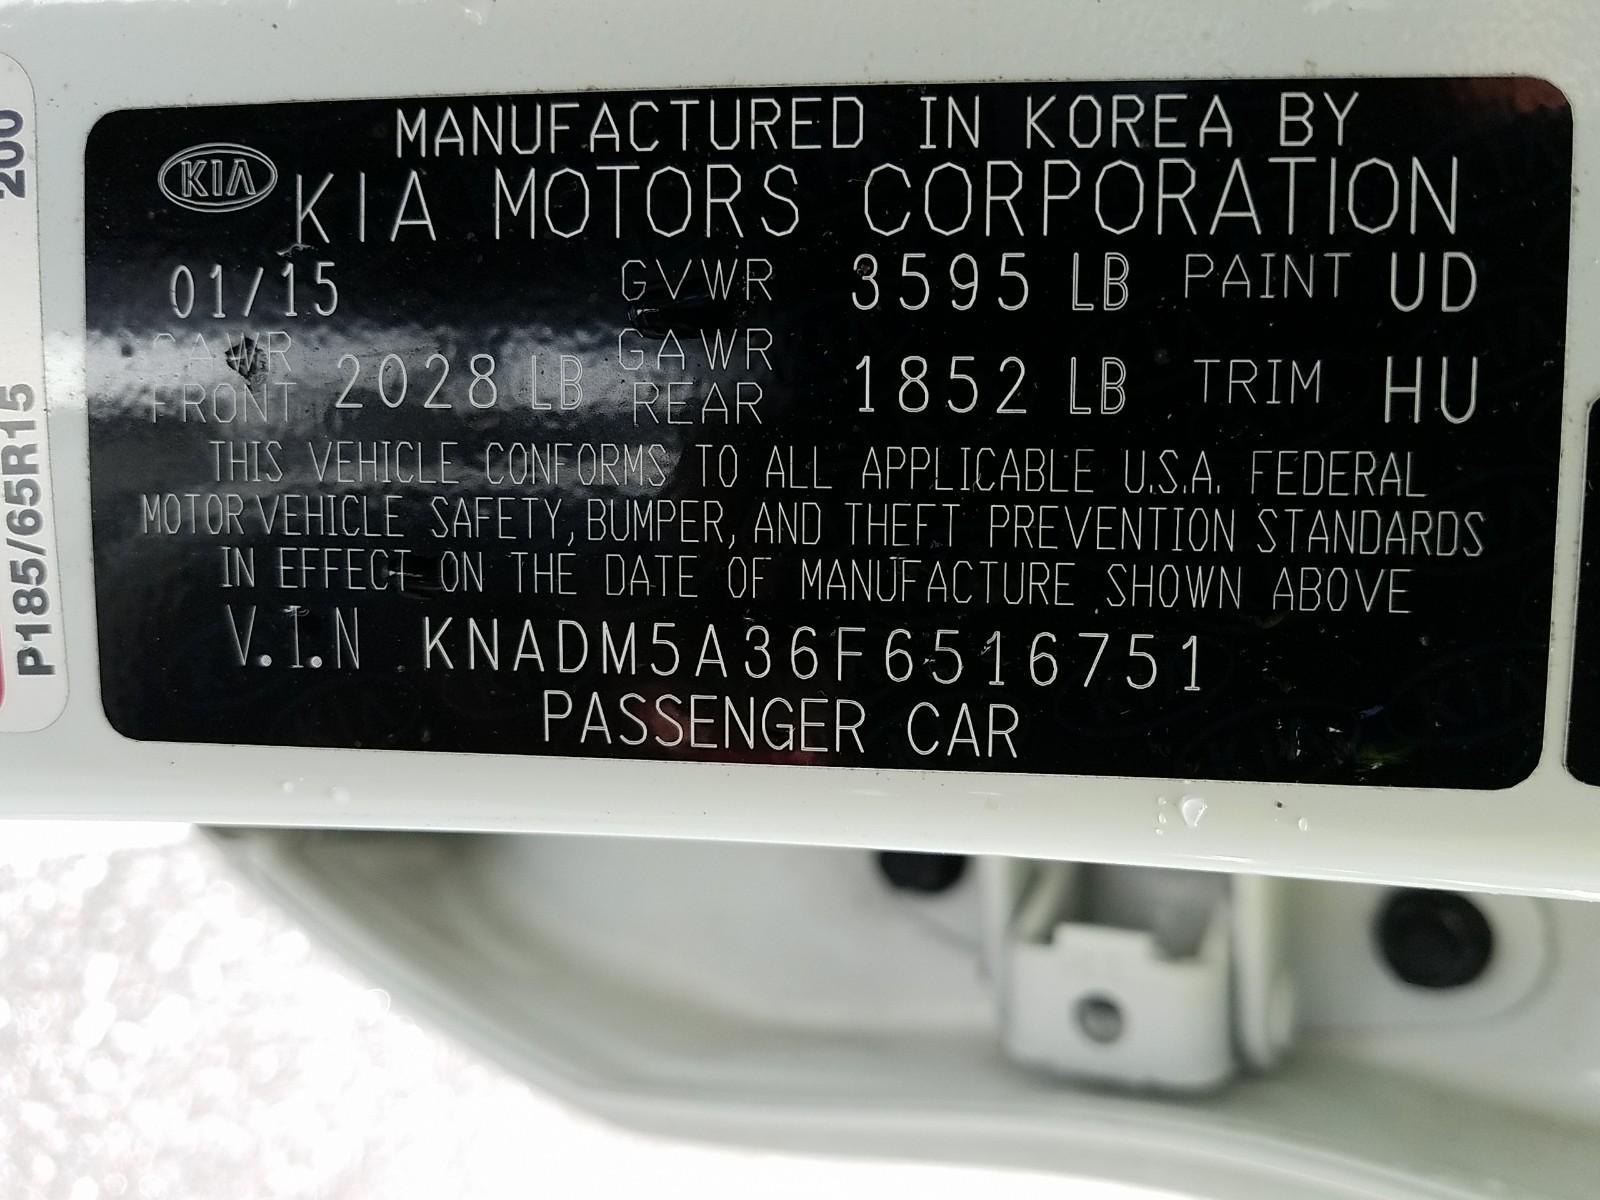 MANUFACTURED IN KOREA BY
KIA KIA MOTORS CORPORATION
01/15 GVWR 3595 LB PAINT UD
GAWR FRONT 2028 LB GAWR REAR 1852 LB TRIM HU
THIS VEHICLE CONFORMS TO ALL APPLICABLE U.S.A. FEDERAL
MOTOR VEHICLE SAFETY, BUMPER, AND THEFT PREVENTION STANDARDS
IN EFFECT ON THE DATE OF MANUFACTURE SHOWN ABOVE
V.I.N KNADM5A36F6516751
PASSENGER CAR
P185/65R15 200